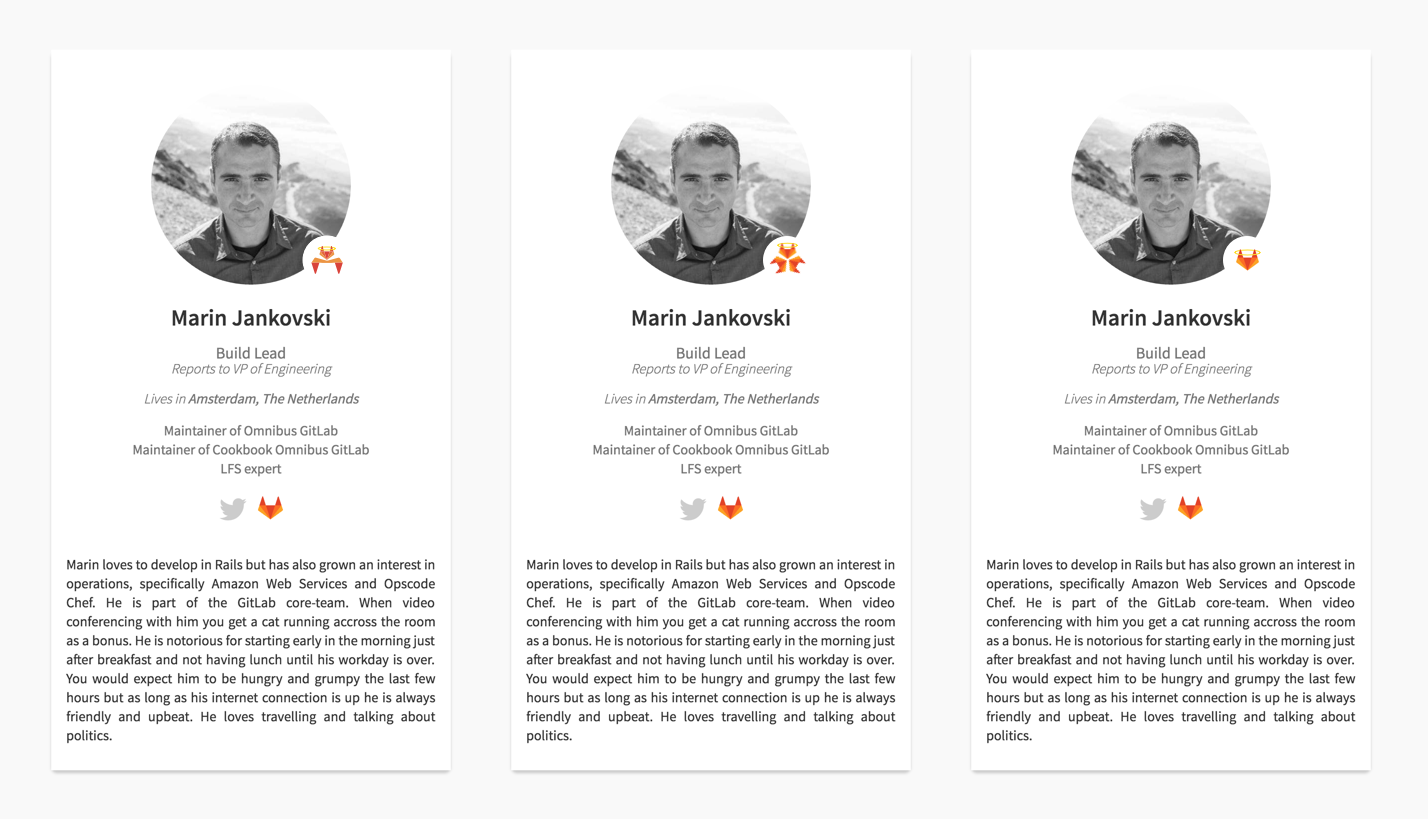 Marin Jankovski
Build Lead
Reports to VP of Engineering
Lives in Amsterdam, The Netherlands
Maintainer of Omnibus GitLab
Maintainer of Cookbook Omnibus GitLab
LFS expert
Marin loves to develop in Rails but has also grown an interest in
operations, specifically Amazon Web Services and Opscode
Chef. He is part of the GitLab core-team. When video
conferencing with him you get a cat running accross the room
as a bonus. He is notorious for starting early in the morning just
after breakfast and not having lunch until his workday is over.
You would expect him to be hungry and grumpy the last few
hours but as long as his internet connection is up he is always
friendly and upbeat. He loves travelling and talking about
politics.
Marin Jankovski
Build Lead
Reports to VP of Engineering
Lives in Amsterdam, The Netherlands
Maintainer of Omnibus GitLab
Maintainer of Cookbook Omnibus GitLab
LFS expert
Marin loves to develop in Rails but has also grown an interest in
operations, specifically Amazon Web Services and Opscode
Chef. He is part of the GitLab core-team. When video
conferencing with him you get a cat running accross the room
as a bonus. He is notorious for starting early in the morning just
after breakfast and not having lunch until his workday is over.
You would expect him to be hungry and grumpy the last few
hours but as long as his internet connection is up he is always
friendly and upbeat. He loves travelling and talking about
politics.
Marin Jankovski
Build Lead
Reports to VP of Engineering
Lives in Amsterdam, The Netherlands
Maintainer of Omnibus GitLab
Maintainer of Cookbook Omnibus GitLab
LFS expert
Marin loves to develop in Rails but has also grown an interest in
operations, specifically Amazon Web Services and Opscode
Chef. He is part of the GitLab core-team. When video
conferencing with him you get a cat running accross the room
as a bonus. He is notorious for starting early in the morning just
after breakfast and not having lunch until his workday is over.
You would expect him to be hungry and grumpy the last few
hours but as long as his internet connection is up he is always
friendly and upbeat. He loves travelling and talking about
politics.